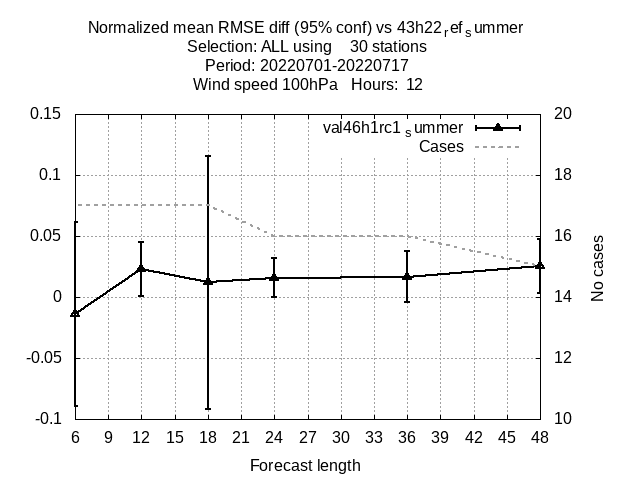 Normalized mean RMSE diff (95% conf) vs 43h22ref summer
Selection: ALL using 30 stations
Period: 20220701-20220717
Wind speed 100hPa Hours: 12
val46h1rc1summer
Cases
0.15
0.1
0.05
0
-0.05
-0.1
20
18
16
14
12
10
No cases
6 9 12 15 18 21 24 27 30 33 36 39 42 45 48
Forecast length